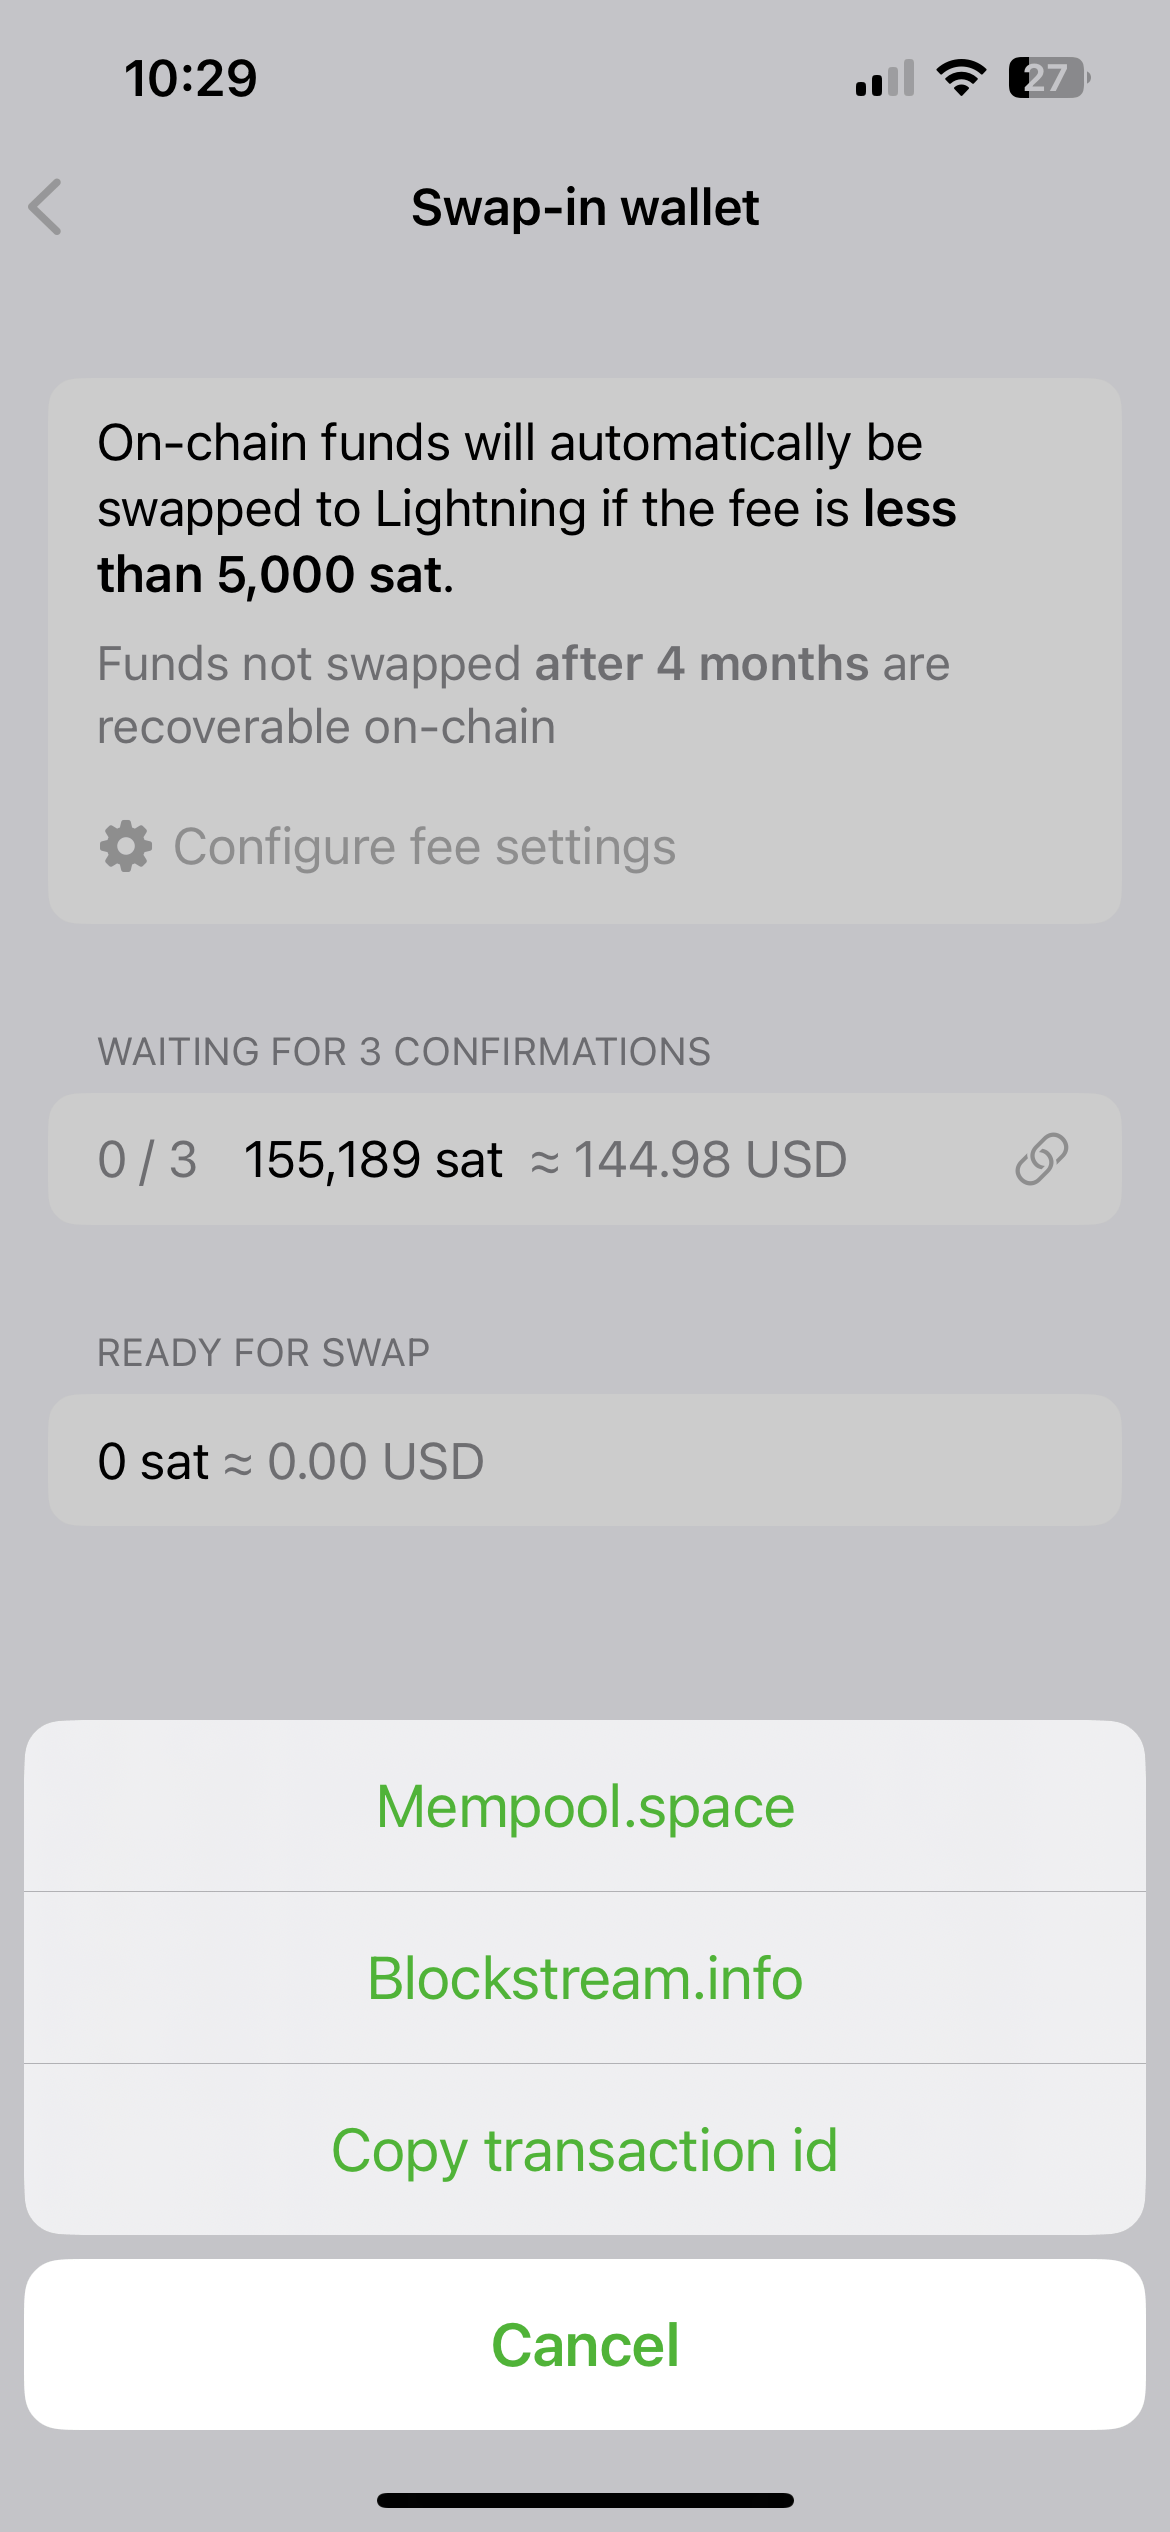 10:29
27
Swap-in wallet
On-chain funds will automatically be
swapped to Lightning if the fee is less
than 5,000 sat.
Funds not swapped after 4 months are
recoverable on-chain
Configure fee settings
WAITING FOR 3 CONFIRMATIONS
0 / 3 155,189 sat ≈ 144.98 USD
READY FOR SWAP
0 sat ≈ 0.00 USD
Mempool.space
Blockstream.info
Copy transaction id
Cancel